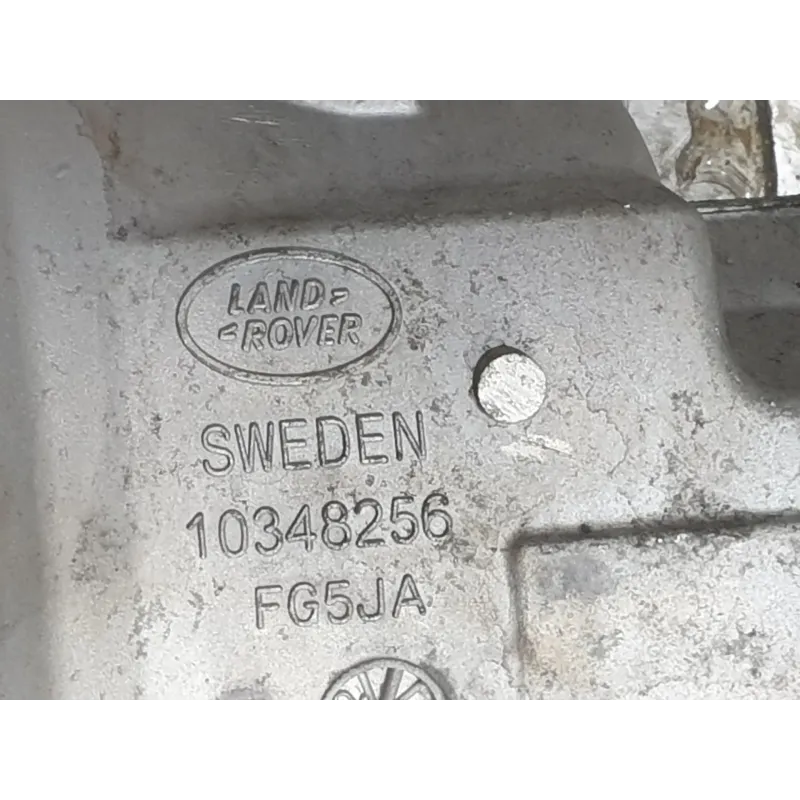 LAND
ROVER
SWEDEN
10348256
FG5JA